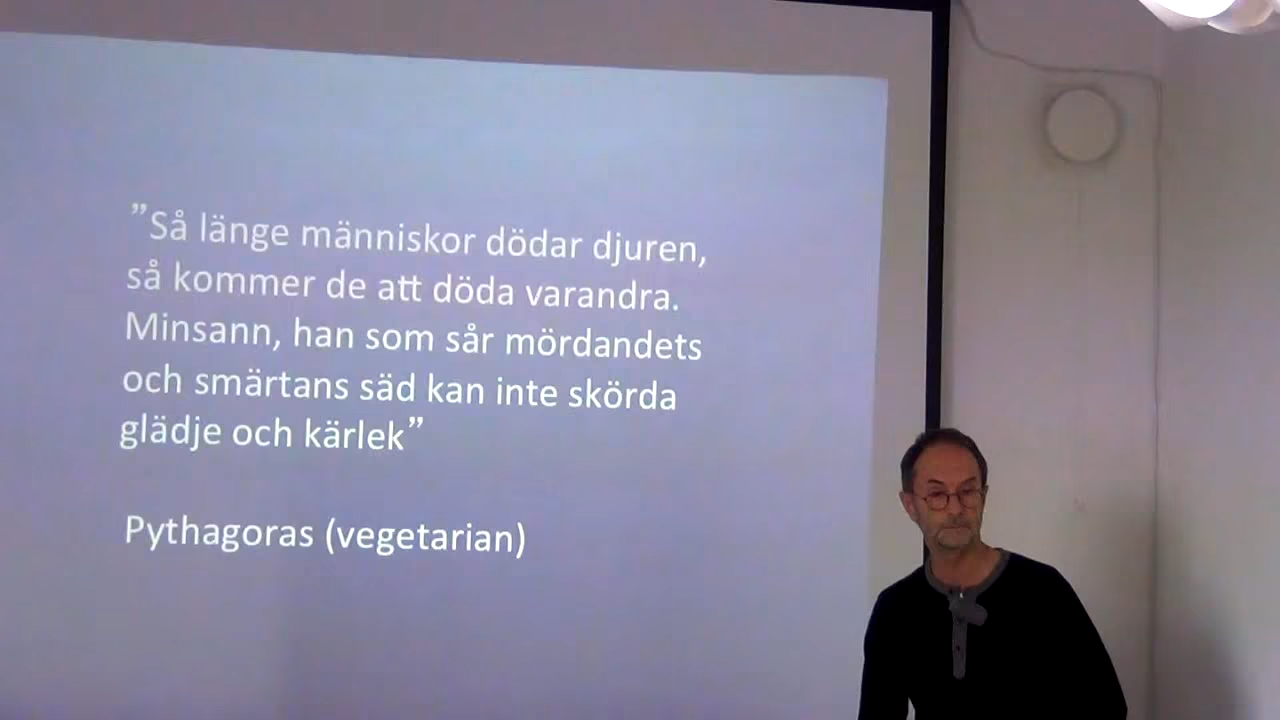 ”Så länge människor dödar djuren,
så kommer de att döda varandra.
Minsann, han som sår mördandets
och smärtans säd kan inte skörda
glädje och kärlek”
Pythagoras (vegetarian)